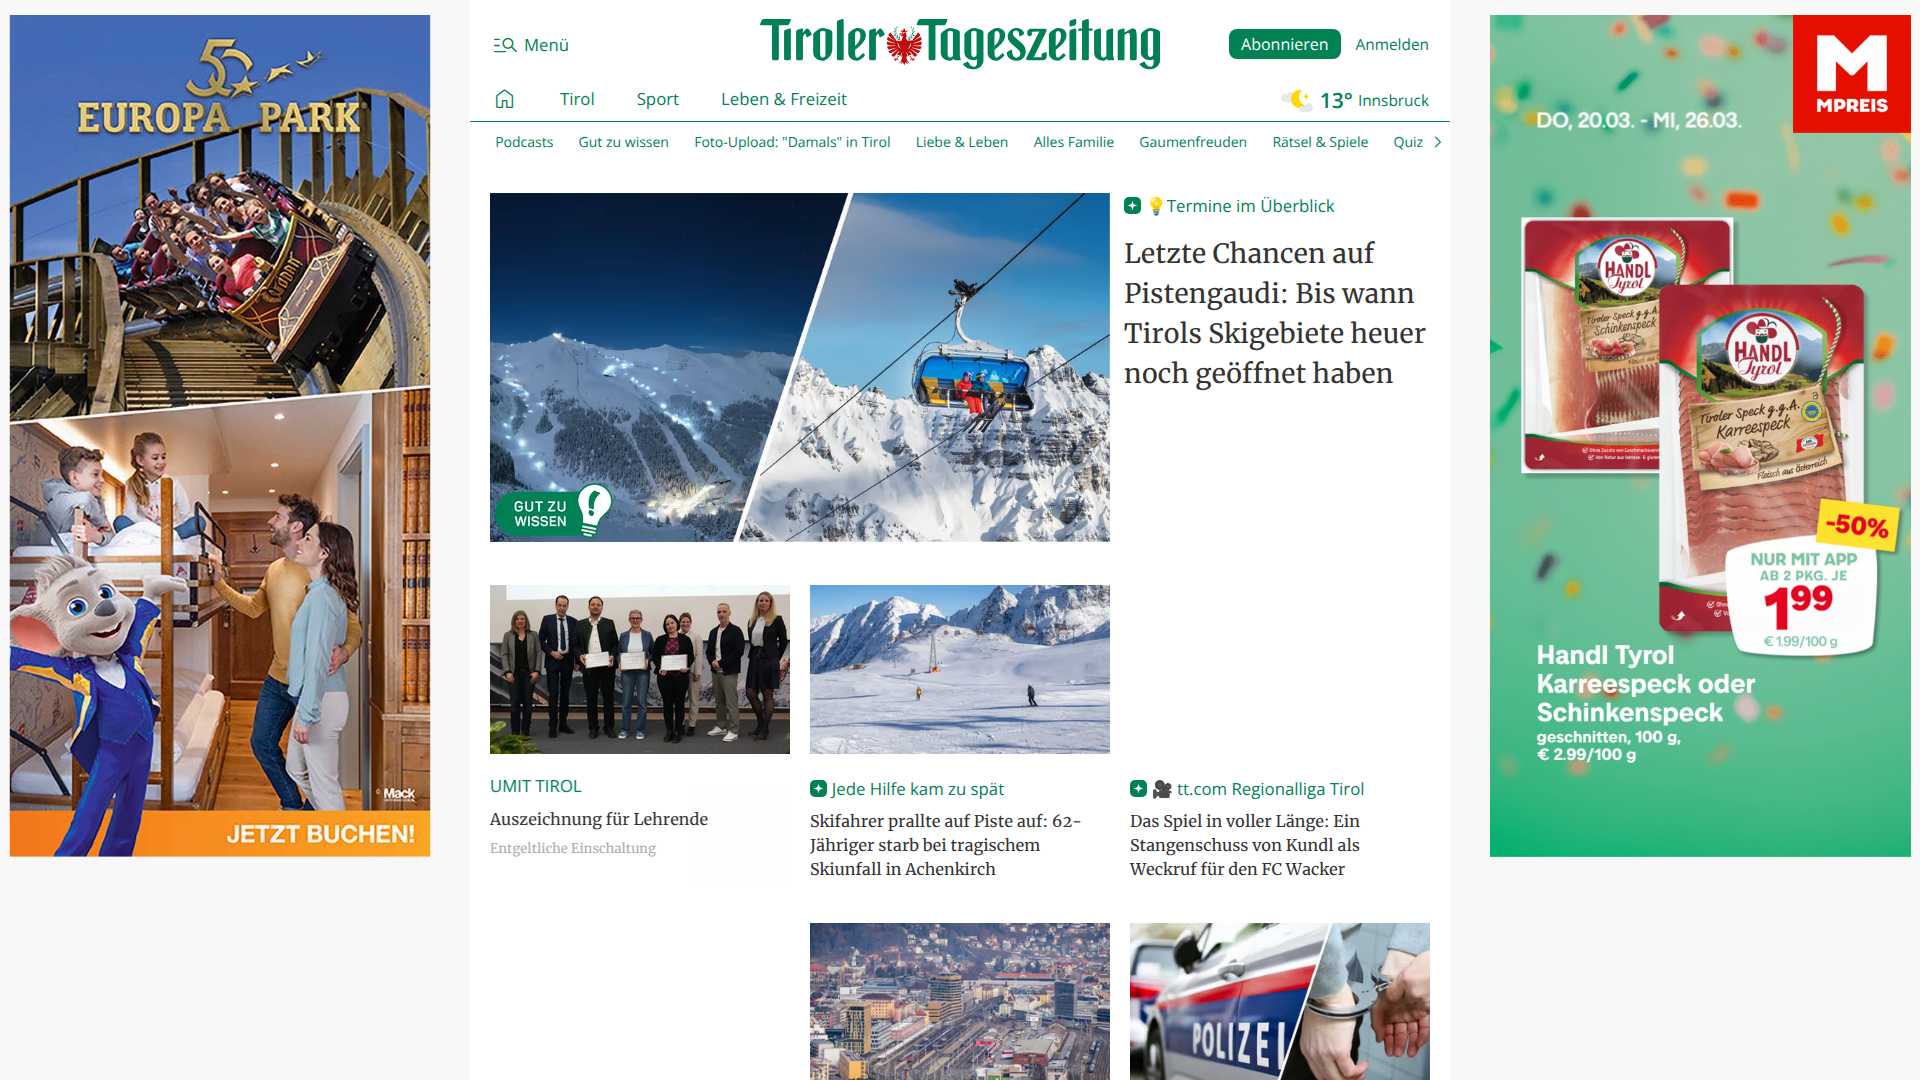 50
EUROPA PARK
© Mack
JETZT BUCHEN!
Menü
Tiroler Tageszeitung
Abonnieren
Anmelden
Tirol
Sport
Leben & Freizeit
13° Innsbruck
Podcasts
Gut zu wissen
Foto-Upload: "Damals" in Tirol
Liebe & Leben
Alles Familie
Gaumenfreuden
Rätsel & Spiele
Quiz
GUT ZU
WISSEN
💡Termine im Überblick
Letzte Chancen auf
Pistengaudi: Bis wann
Tirols Skigebiete heuer
noch geöffnet haben
UMIT TIROL
Auszeichnung für Lehrende
Entgeltliche Einschaltung
Jede Hilfe kam zu spät
Skifahrer prallte auf Piste auf: 62-
Jähriger starb bei tragischem
Skiunfall in Achenkirch
🎥 tt.com Regionalliga Tirol
Das Spiel in voller Länge: Ein
Stangenschuss von Kundl als
Weckruf für den FC Wacker
POLIZEI
M
MPREIS
DO, 20.03. - MI, 26.03.
HANDL
Tyrol
Tiroler Speck g.g.A.
Schinkenspeck
HANDL
Tyrol
Tiroler Speck g.g.A.
Karreespeck
Fleisch aus Österreich
-50%
NUR MIT APP
AB 2 PKG. JE
1.99
€ 1.99/100 g
Handl Tyrol
Karreespeck oder
Schinkenspeck
geschnitten, 100 g,
€ 2.99/100 g